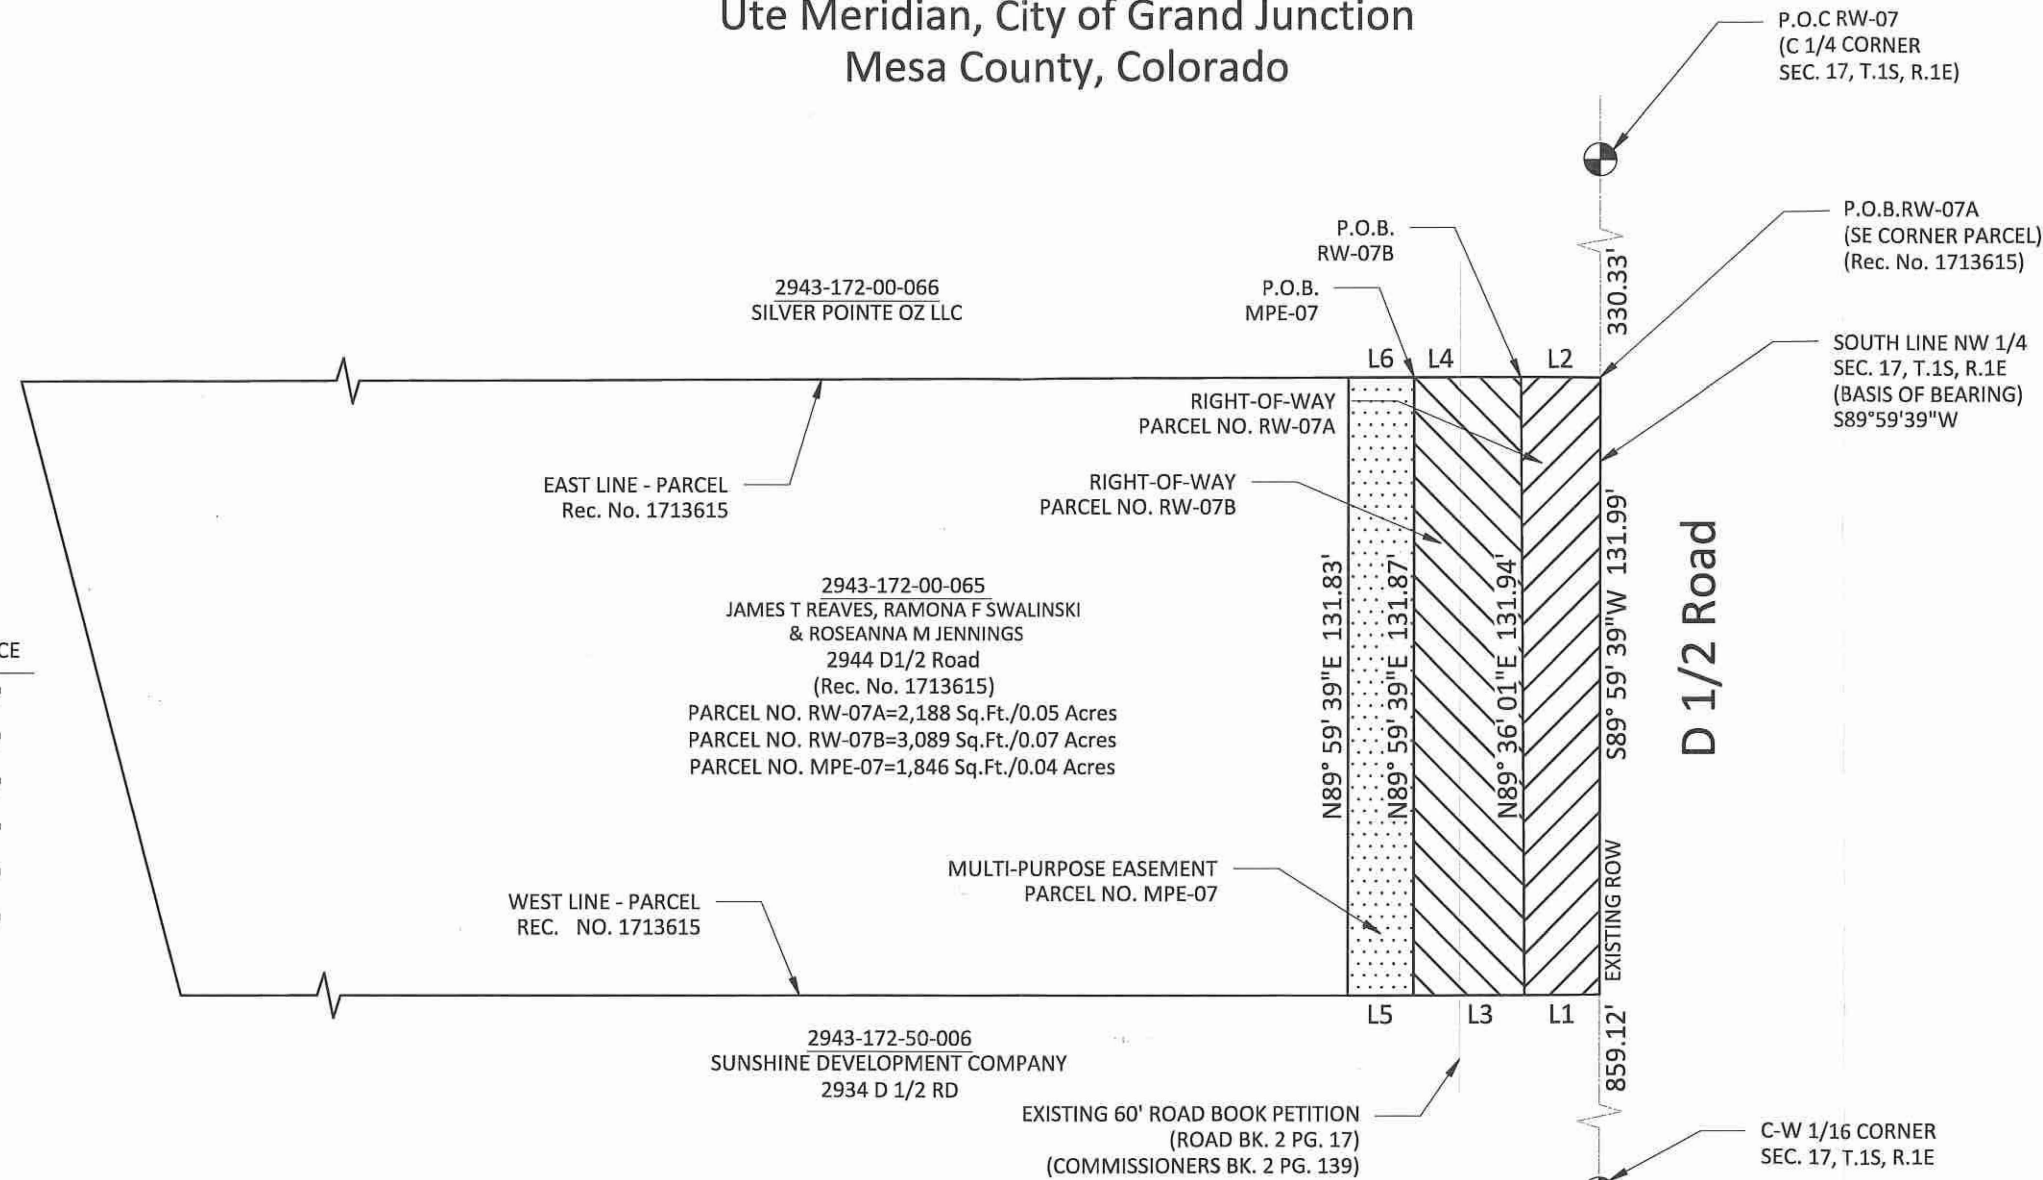 Ute Meridian, City of Grand Junction
Mesa County, Colorado
P.O.C RW-07
(C 1/4 CORNER
SEC. 17, T.1S, R.1E)
P.O.B.RW-07A
(SE CORNER PARCEL)
(Rec. No. 1713615)
P.O.B.
RW-07B
P.O.B.
MPE-07
330.33'
2943-172-00-066
SILVER POINTE OZ LLC
SOUTH LINE NW 1/4
SEC. 17, T.1S, R.1E
(BASIS OF BEARING)
S89°59'39"W
L6
L4
L2
RIGHT-OF-WAY
PARCEL NO. RW-07A
EAST LINE - PARCEL
Rec. No. 1713615
RIGHT-OF-WAY
PARCEL NO. RW-07B
2943-172-00-065
JAMES T REAVES, RAMONA F SWALINSKI
& ROSEANNA M JENNINGS
2944 D1/2 Road
(Rec. No. 1713615)
PARCEL NO. RW-07A=2,188 Sq.Ft./0.05 Acres
PARCEL NO. RW-07B=3,089 Sq.Ft./0.07 Acres
PARCEL NO. MPE-07=1,846 Sq.Ft./0.04 Acres
N89° 59' 39"E 131.83'
N89° 59' 39"E 131.87'
N89° 36' 01"E 131.94'
S89° 59' 39"W 131.99'
D 1/2 Road
EXISTING ROW
MULTI-PURPOSE EASEMENT
PARCEL NO. MPE-07
WEST LINE - PARCEL
REC. NO. 1713615
L5
L3
L1
859.12'
2943-172-50-006
SUNSHINE DEVELOPMENT COMPANY
2934 D 1/2 RD
EXISTING 60' ROAD BOOK PETITION
(ROAD BK. 2 PG. 17)
(COMMISSIONERS BK. 2 PG. 139)
C-W 1/16 CORNER
SEC. 17, T.1S, R.1E